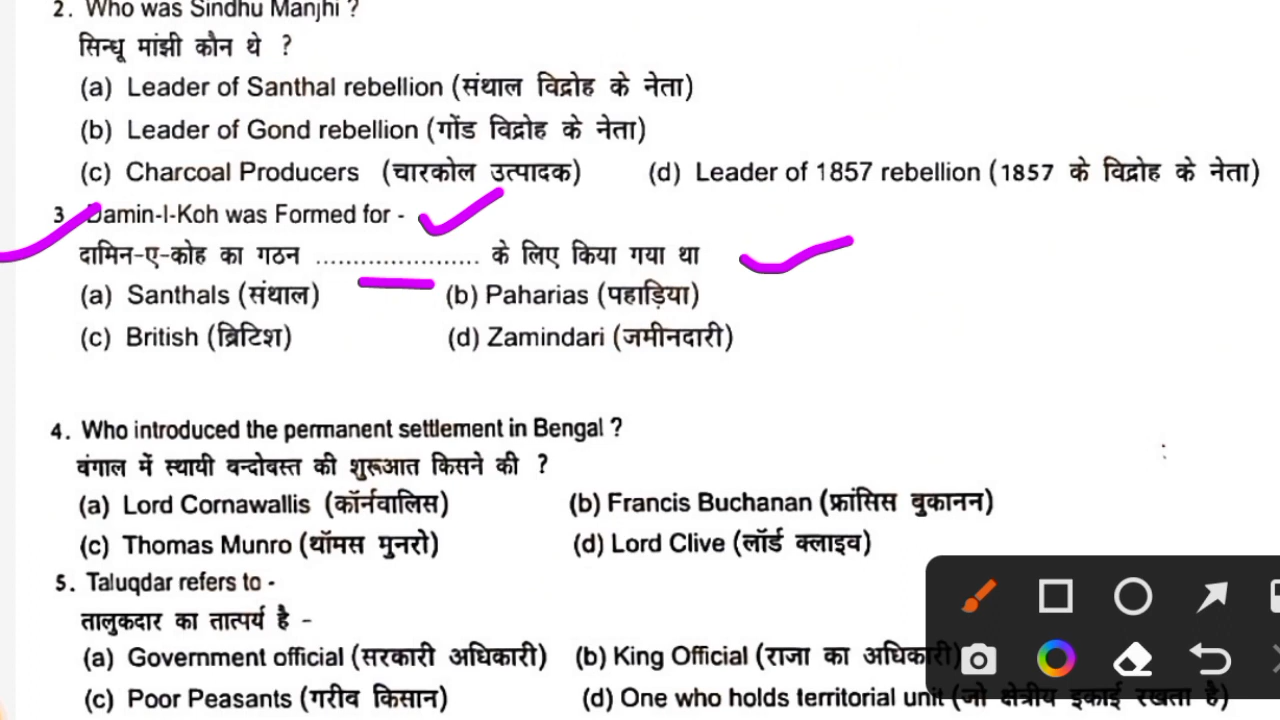 2. Who was Sindhu Manjhi ?
सिन्धू मांझी कौन थे ?
(a) Leader of Santhal rebellion (संथाल विद्रोह के नेता)
(b) Leader of Gond rebellion (गोंड विद्रोह के नेता)
(c) Charcoal Producers (चारकोल उत्पादक) (d) Leader of 1857 rebellion (1857 के विद्रोह के नेता)
3 Damin-I-Koh was Formed for -
दामिन-ए-कोह का गठन ...................... के लिए किया गया था
(a) Santhals (संथाल) (b) Paharias (पहाड़िया)
(c) British (ब्रिटिश) (d) Zamindari (जमीनदारी)
4. Who introduced the permanent settlement in Bengal ?
बंगाल में स्थायी बन्दोबस्त की शुरूआत किसने की ?
(a) Lord Cornawallis (कॉर्नवालिस) (b) Francis Buchanan (फ्रांसिस बुकानन)
(c) Thomas Munro (थॉमस मुनरो) (d) Lord Clive (लॉर्ड क्लाइव)
5. Taluqdar refers to -
तालुकदार का तात्पर्य है -
(a) Government official (सरकारी अधिकारी) (b) King Official (राजा का अधिकारी)
(c) Poor Peasants (गरीब किसान) (d) One who holds territorial unit (जो क्षेत्रीय इकाई रखता है)